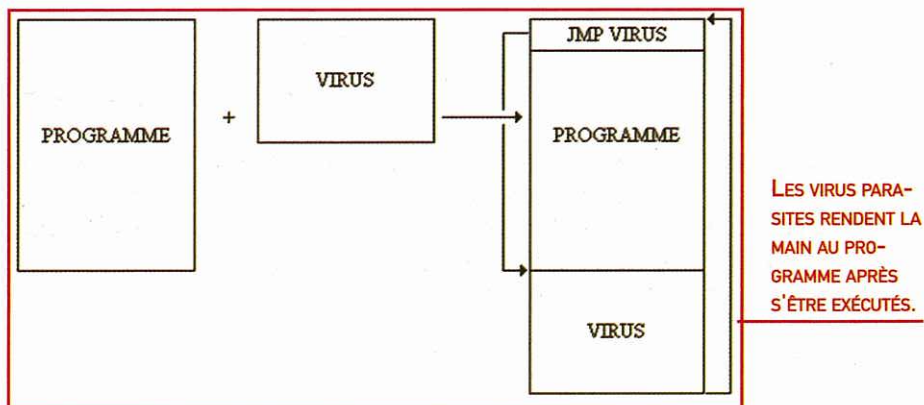 PROGRAMME
+
VIRUS
JMP VIRUS
PROGRAMME
VIRUS
LES VIRUS PARA-
SITES RENDENT LA
MAIN AU PRO-
GRAMME APRÈS
S'ÊTRE EXÉCUTÉS.